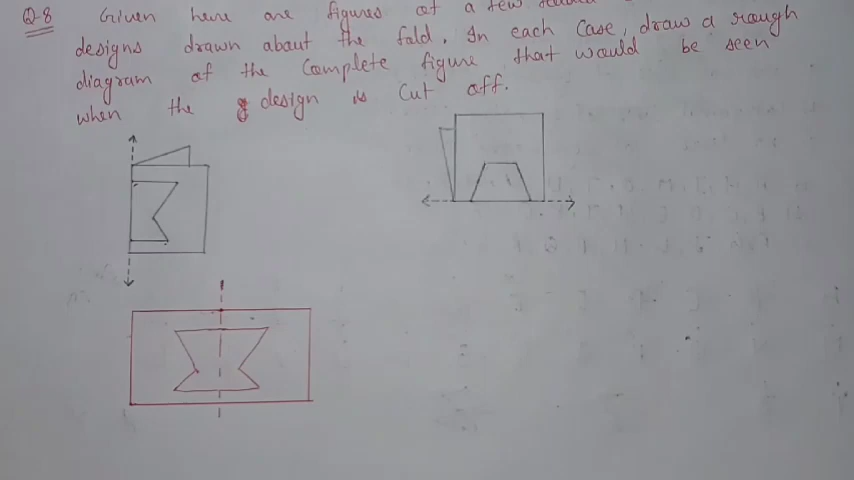 Q-8 Given here are figures of a few
designs drawn about the fold. In each case, draw a rough
diagram of the complete figure that would be seen
when the design is cut off.